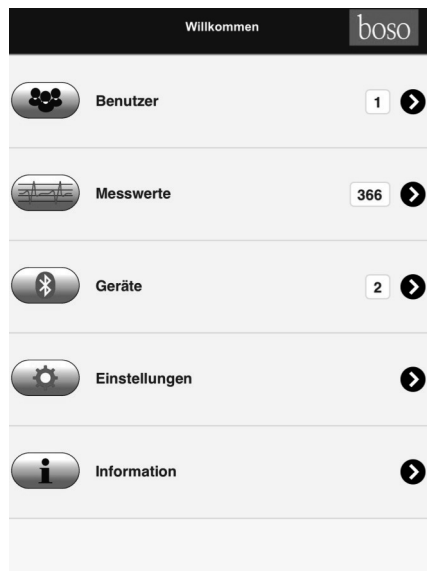 Willkommen
boso
Benutzer 1
Messwerte 366
Geräte 2
Einstellungen
Information